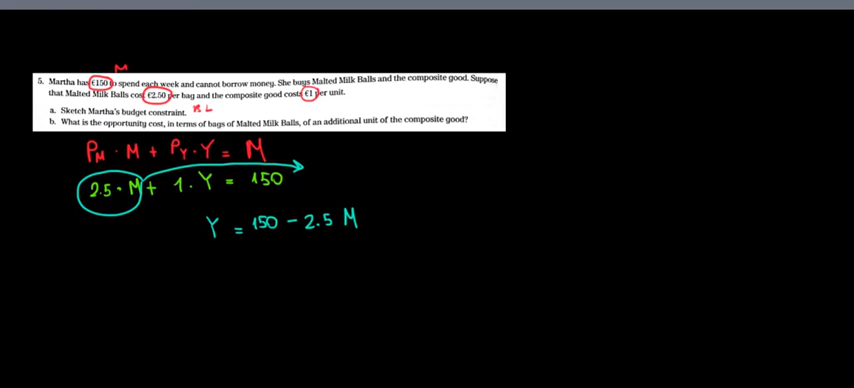 M
5. Martha has €150 to spend each week and cannot borrow money. She buys Malted Milk Balls and the composite good. Suppose
that Malted Milk Balls cost €2.50 per bag and the composite good costs €1 per unit.
a. Sketch Martha's budget constraint. BL
b. What is the opportunity cost, in terms of bags of Malted Milk Balls, of an additional unit of the composite good?
PM · M + PY · Y = M
2.5 · M + 1 · Y = 150
Y = 150 - 2.5 M